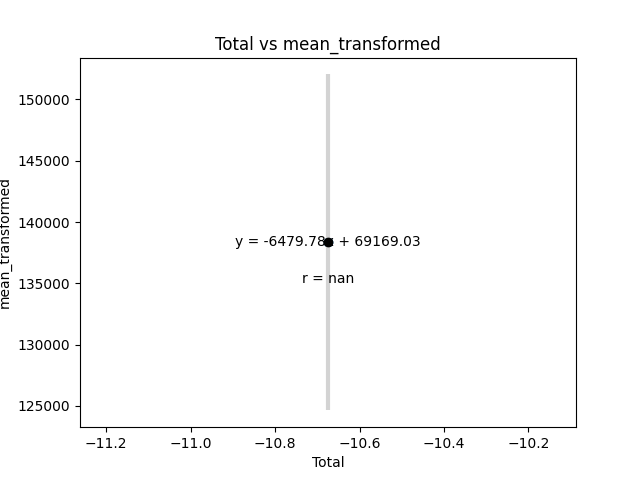 Total vs mean_transformed
150000
145000
140000
135000
130000
125000
mean_transformed
y = -6479.78x + 69169.03
r = nan
−11.2 −11.0 −10.8 −10.6 −10.4 −10.2
Total